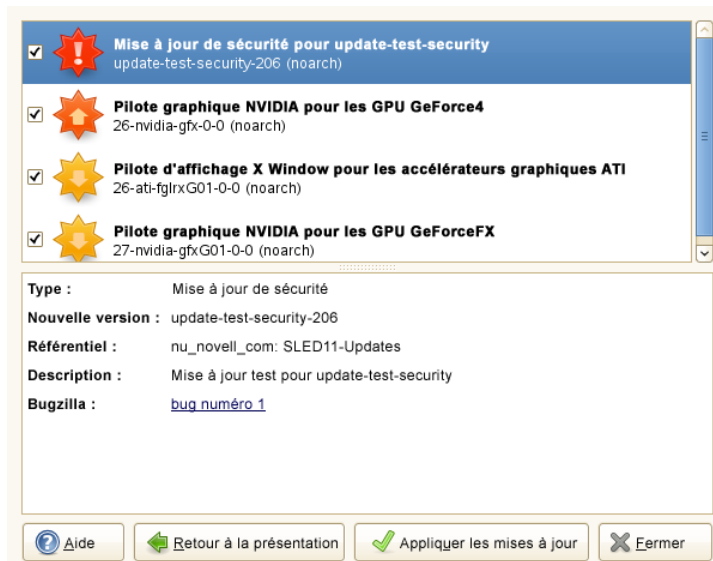 Mise à jour de sécurité pour update-test-security
update-test-security-206 (noarch)
Pilote graphique NVIDIA pour les GPU GeForce4
26-nvidia-gfx-0-0 (noarch)
Pilote d'affichage X Window pour les accélérateurs graphiques ATI
26-ati-fglrxG01-0-0 (noarch)
Pilote graphique NVIDIA pour les GPU GeForceFX
27-nvidia-gfxG01-0-0 (noarch)
Type : Mise à jour de sécurité
Nouvelle version : update-test-security-206
Référentiel : nu_novell_com: SLED11-Updates
Description : Mise à jour test pour update-test-security
Bugzilla : bug numéro 1
Aide Retour à la présentation Appliquer les mises à jour Fermer